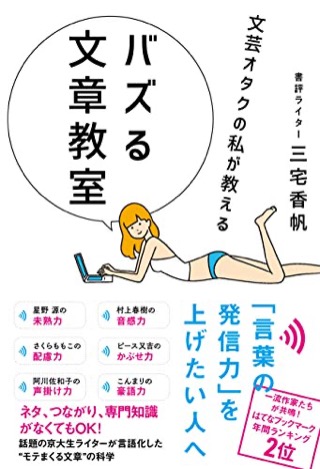 文芸オタクの私が教える
バズる
文章教室
書評ライター 三宅香帆
「言葉の
発信力」を
上げたい人へ
星野 源の
未熟力
村上春樹の
音感力
さくらももこの
配慮力
ピース又吉の
かぶせ力
阿川佐和子の
声掛け力
こんまりの
豪語力
ネタ、つながり、専門知識
がなくてもOK!
話題の京大生ライターが言語化した
“モテまくる文章”の科学
一流作家たち
が共鳴!
はてなブックマーク
年間ランキング
2位